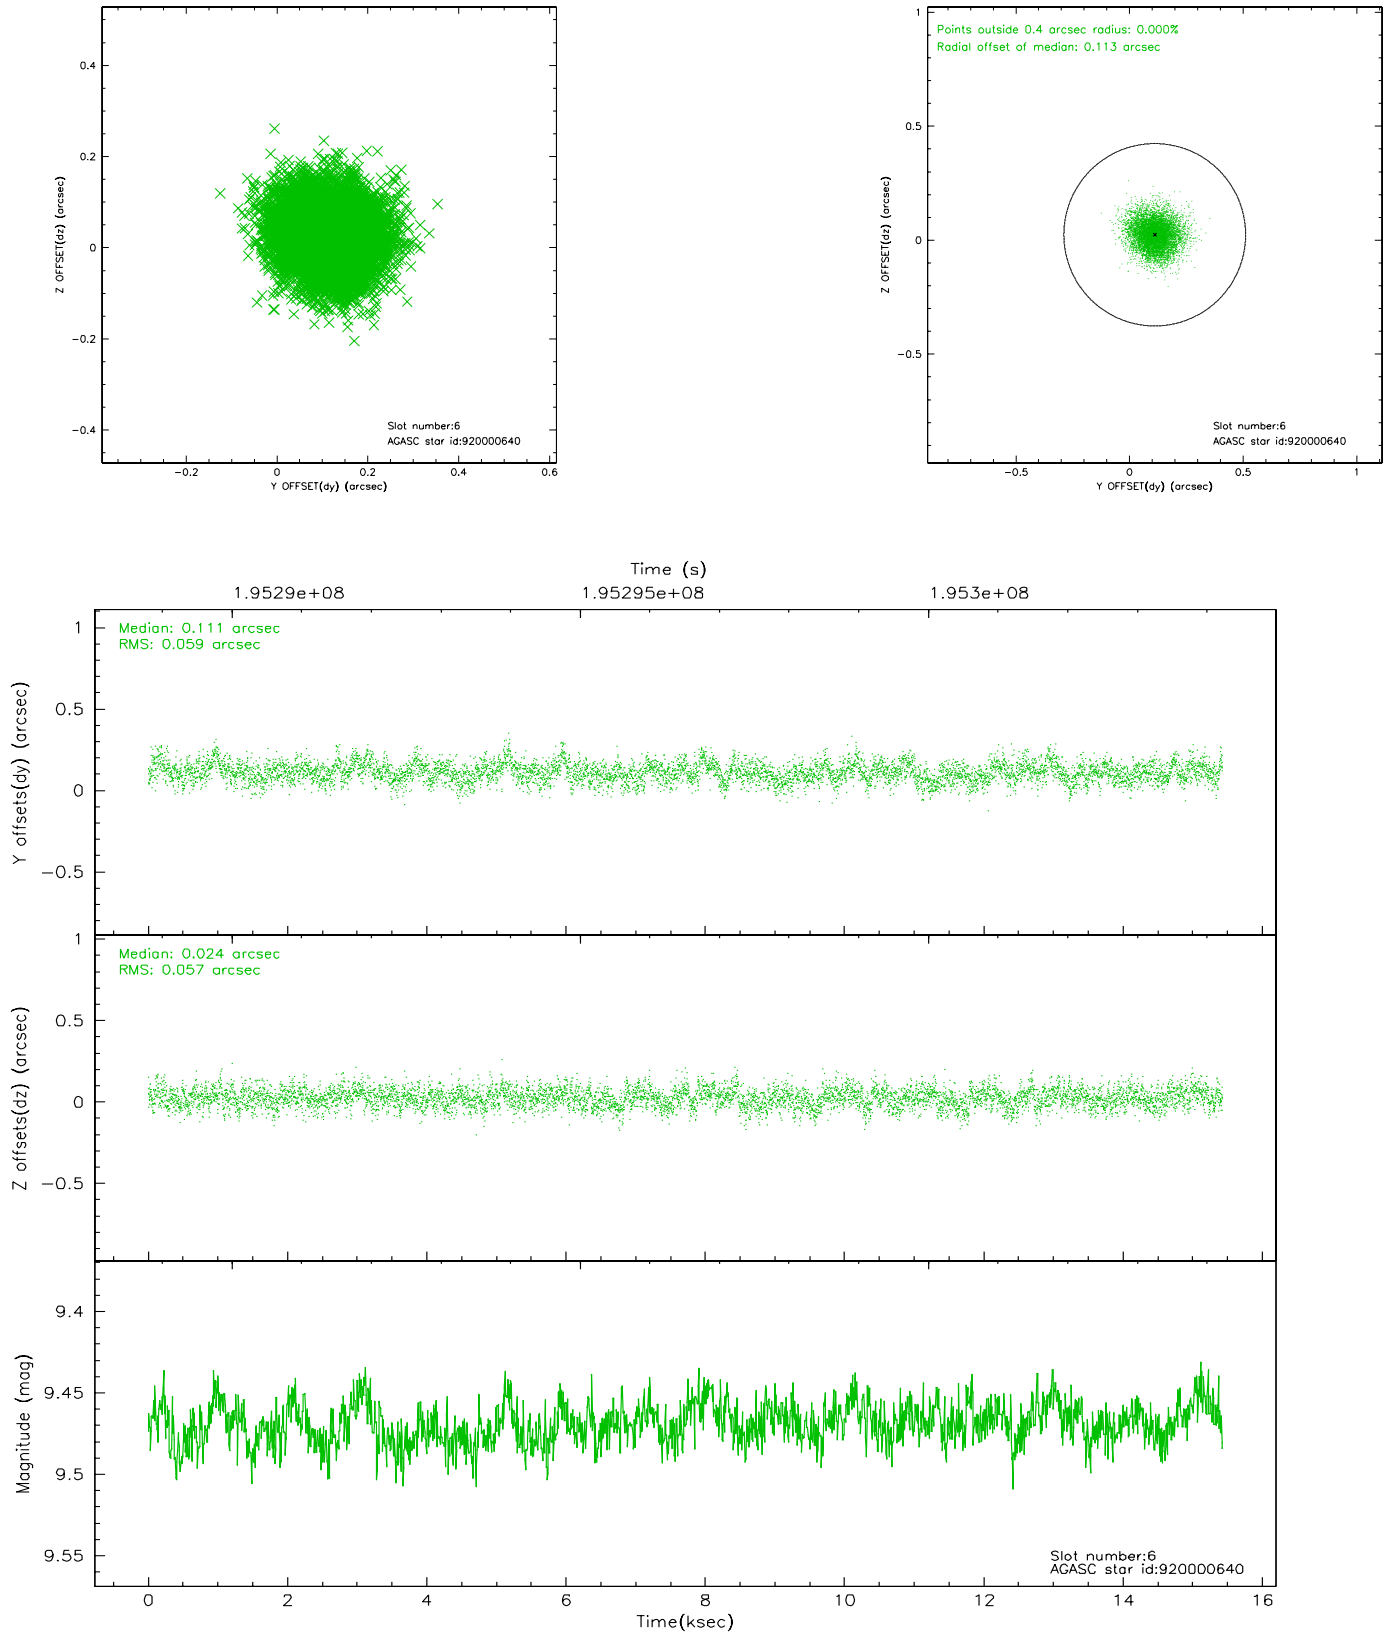 0.4
0.2
0
−0.2
−0.4
Z OFFSET(dz) (arcsec)
Slot number:6
AGASC star id:920000640
−0.2 0 0.2 0.4 0.6
Y OFFSET(dy) (arcsec)
1
0.5
0
−0.5
Z OFFSET(dz) (arcsec)
Points outside 0.4 arcsec radius: 0.000%
Radial offset of median: 0.113 arcsec
Slot number:6
AGASC star id:920000640
−0.5 0 0.5 1
Y OFFSET(dy) (arcsec)
Time (s)
1.9529e+08 1.95295e+08 1.953e+08
1
0.5
0
−0.5
Y offsets(dy) (arcsec)
Median: 0.111 arcsec
RMS: 0.059 arcsec
1
0.5
0
−0.5
Z offsets(dz) (arcsec)
Median: 0.024 arcsec
RMS: 0.057 arcsec
9.4
9.45
9.5
9.55
Magnitude (mag)
Slot number:6
AGASC star id:920000640
0 2 4 6 8 10 12 14 16
Time(ksec)